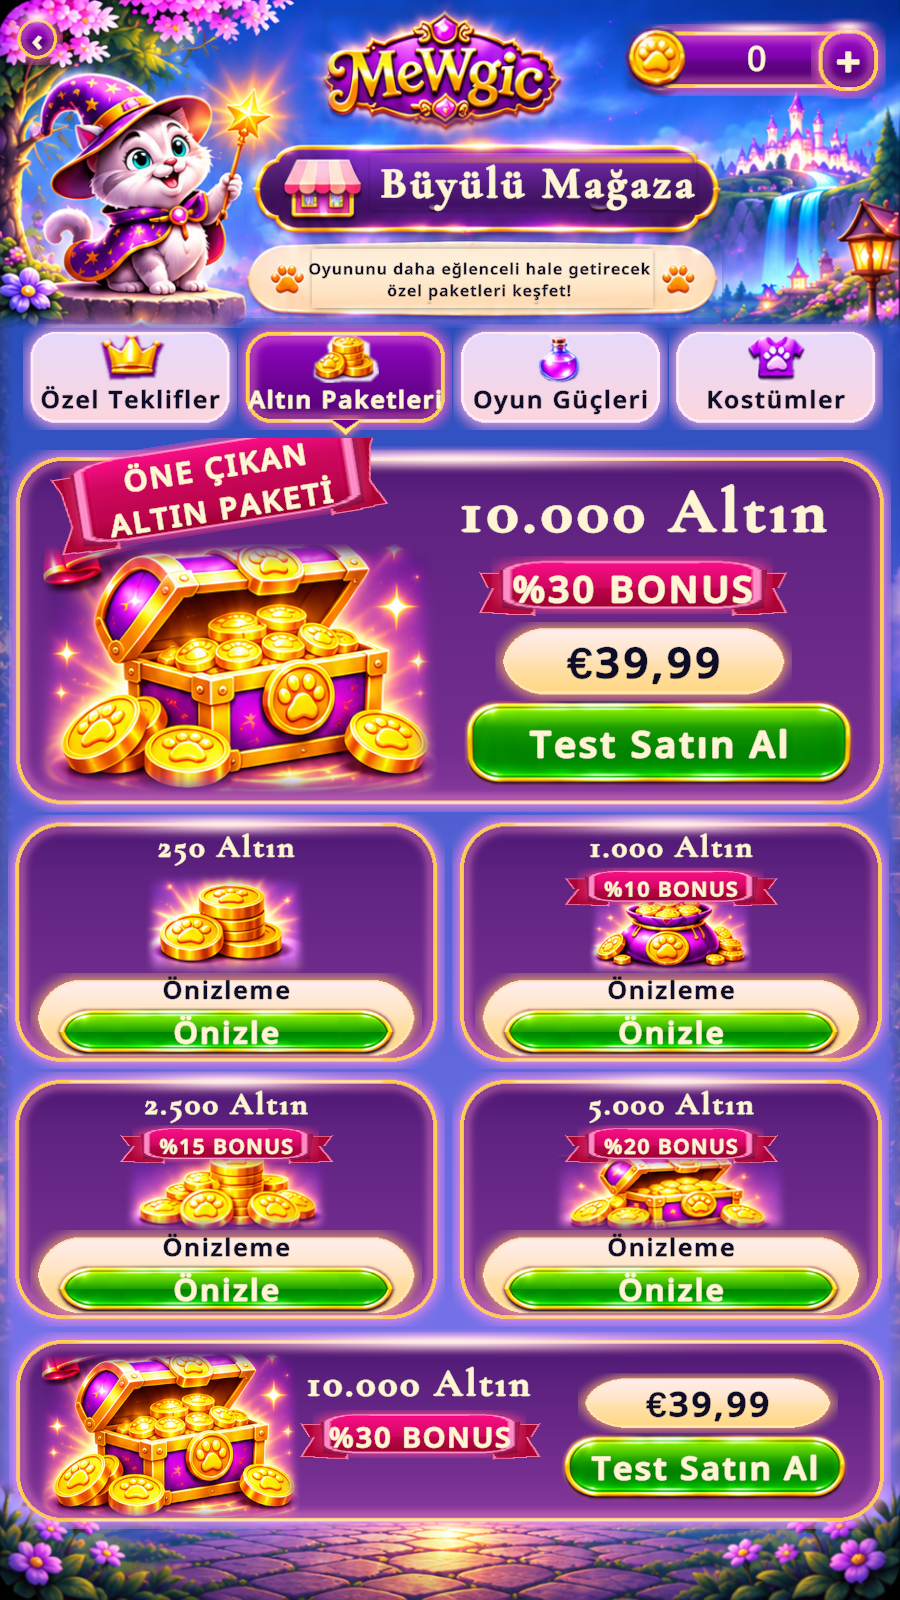 MeWgic
0
Büyülü Mağaza
Oyununu daha eğlenceli hale getirecek
özel paketleri keşfet!
Özel Teklifler
Altın Paketleri
Oyun Güçleri
Kostümler
ÖNE ÇIKAN
ALTIN PAKETİ
10.000 Altın
%30 BONUS
€39,99
Test Satın Al
250 Altın
Önizleme
Önizle
1.000 Altın
%10 BONUS
Önizleme
Önizle
2.500 Altın
%15 BONUS
Önizleme
Önizle
5.000 Altın
%20 BONUS
Önizleme
Önizle
10.000 Altın
%30 BONUS
€39,99
Test Satın Al